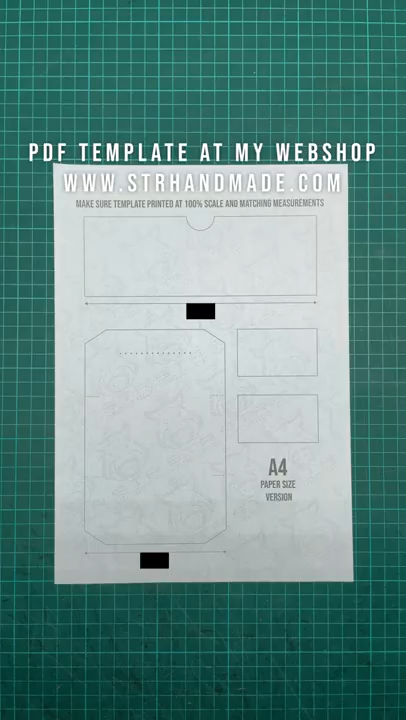 PDF TEMPLATE AT MY WEBSHOP
WWW.STRHANDMADE.COM
MAKE SURE TEMPLATE PRINTED AT 100% SCALE AND MATCHING MEASUREMENTS
A4
PAPER SIZE
VERSION